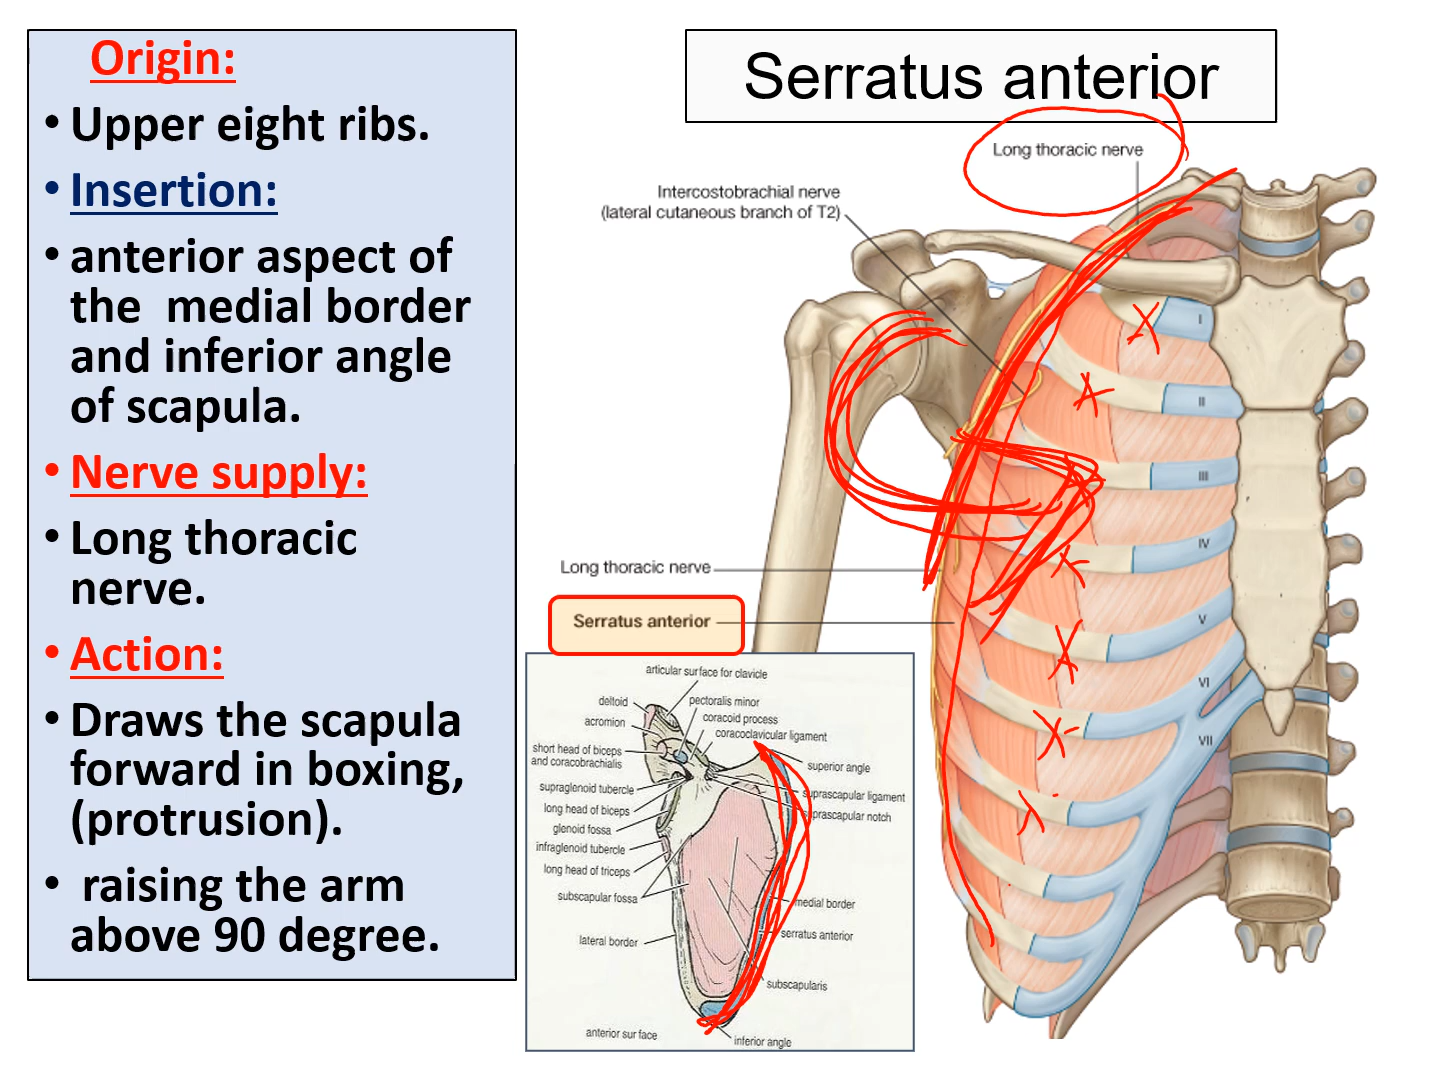 Origin:
• Upper eight ribs.
• Insertion:
• anterior aspect of
the medial border
and inferior angle
of scapula.
• Nerve supply:
• Long thoracic
nerve.
• Action:
• Draws the scapula
forward in boxing,
(protrusion).
• raising the arm
above 90 degree.
Serratus anterior
Long thoracic nerve
Intercostobrachial nerve
(lateral cutaneous branch of T2)
I
II
III
IV
V
VI
VII
Long thoracic nerve
Serratus anterior
articular surface for clavicle
deltoid
pectoralis minor
acromion
coracoid process
coracoclavicular ligament
short head of biceps
and coracobrachialis
superior angle
supraglenoid tubercle
suprascapular ligament
long head of biceps
suprascapular notch
glenoid fossa
infraglenoid tubercle
long head of triceps
subscapular fossa
medial border
lateral border
serratus anterior
subscapularis
anterior surface
inferior angle